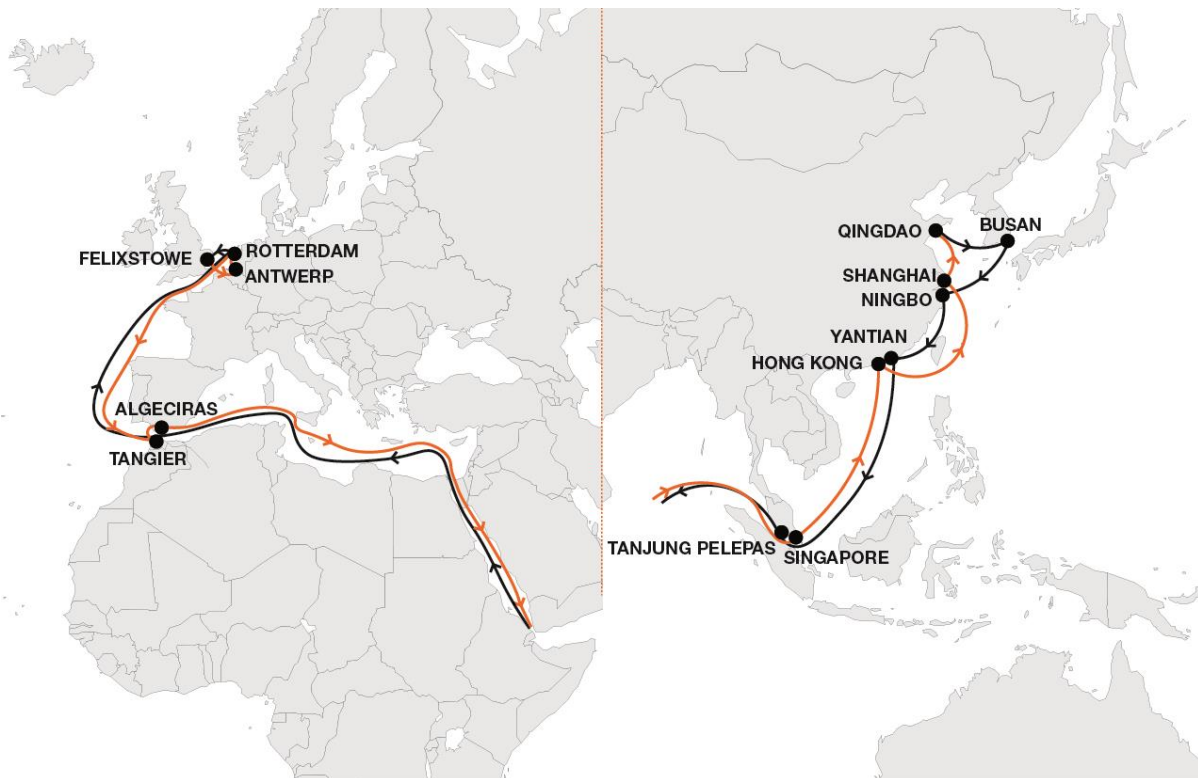 ROTTERDAM
FELIXSTOWE
ANTWERP
ALGECIRAS
TANGIER
QINGDAO
BUSAN
SHANGHAI
NINGBO
YANTIAN
HONG KONG
TANJUNG PELEPAS
SINGAPORE